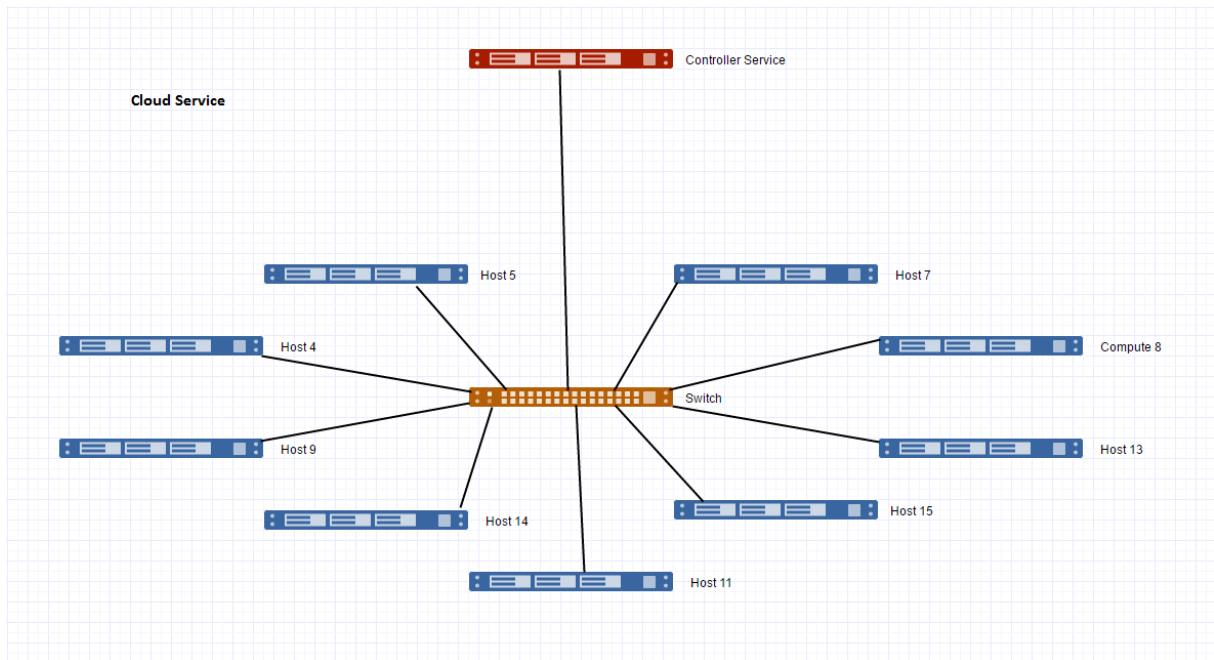 Controller Service
Cloud Service
Host 5
Host 7
Host 4
Compute 8
Switch
Host 9
Host 13
Host 15
Host 14
Host 11